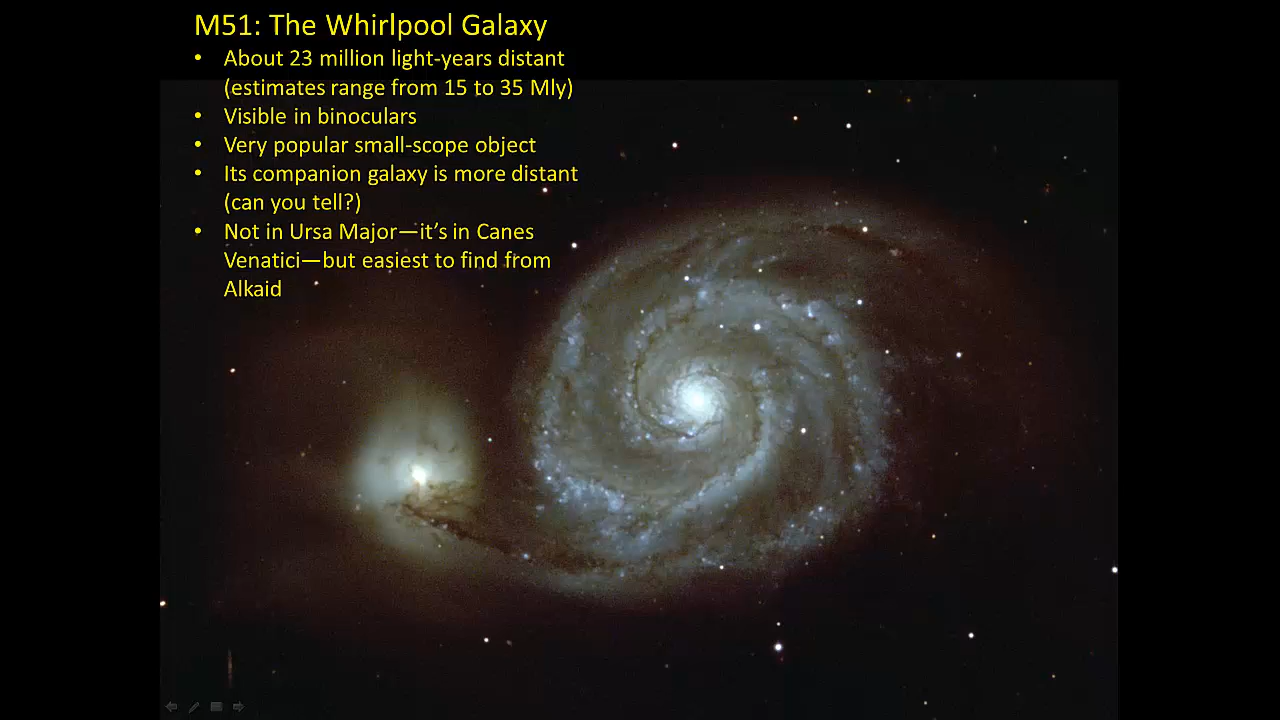 M51: The Whirlpool Galaxy
• About 23 million light-years distant
(estimates range from 15 to 35 Mly)
• Visible in binoculars
• Very popular small-scope object
• Its companion galaxy is more distant
(can you tell?)
• Not in Ursa Major—it’s in Canes
Venatici—but easiest to find from
Alkaid